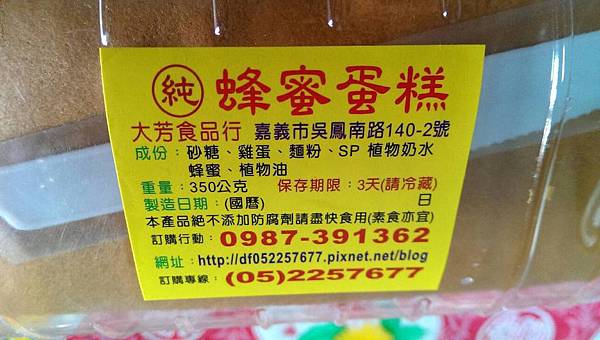 純 蜂蜜蛋糕
大芳食品行 嘉義市吳鳳南路140-2號
成份：砂糖、雞蛋、麵粉、SP 植物奶水
蜂蜜、植物油
重量：350公克 保存期限：3天(請冷藏)
製造日期：(國曆) 日
本產品絕不添加防腐劑請盡快食用(素食亦宜)
訂購行動：0987-391362
網址：http://df052257677.pixnet.net/blog
訂購專線：(05)2257677